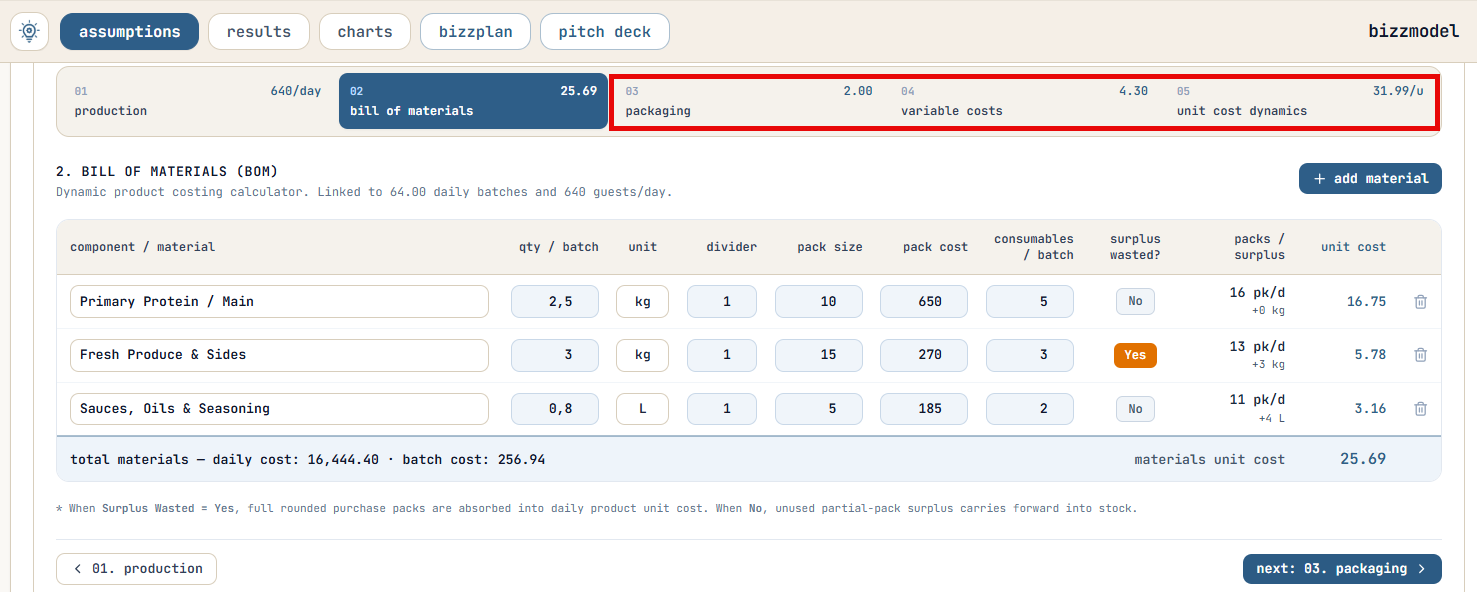 assumptions results charts bizzplan pitch deck bizzmodel
01 640/day 02 25.69 03 2.00 04 4.30 05 31.99/u
production bill of materials packaging variable costs unit cost dynamics
2. BILL OF MATERIALS (BOM)
Dynamic product costing calculator. Linked to 64.00 daily batches and 640 guests/day.
+ add material
component / material qty / batch unit divider pack size pack cost consumables / batch surplus wasted? packs / surplus unit cost
Primary Protein / Main 2,5 kg 1 10 650 5 No 16 pk/d +0 kg 16.75
Fresh Produce & Sides 3 kg 1 15 270 3 Yes 13 pk/d +3 kg 5.78
Sauces, Oils & Seasoning 0,8 L 1 5 185 2 No 11 pk/d +4 L 3.16
total materials — daily cost: 16,444.40 · batch cost: 256.94 materials unit cost 25.69
* When Surplus Wasted = Yes, full rounded purchase packs are absorbed into daily product unit cost. When No, unused partial-pack surplus carries forward into stock.
‹ 01. production next: 03. packaging ›